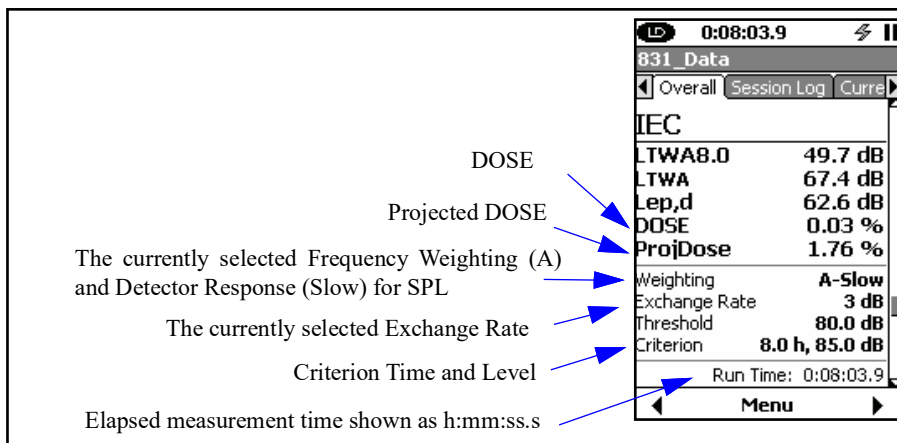 DOSE
Projected DOSE
The currently selected Frequency Weighting (A)
and Detector Response (Slow) for SPL
The currently selected Exchange Rate
Criterion Time and Level
Elapsed measurement time shown as h:mm:ss.s
LD 0:08:03.9
831_Data
Overall Session Log Curre
IEC
LTWA8.0 49.7 dB
LTWA 67.4 dB
Lep,d 62.6 dB
DOSE 0.03 %
ProjDose 1.76 %
Weighting A-Slow
Exchange Rate 3 dB
Threshold 80.0 dB
Criterion 8.0 h, 85.0 dB
Run Time: 0:08:03.9
Menu